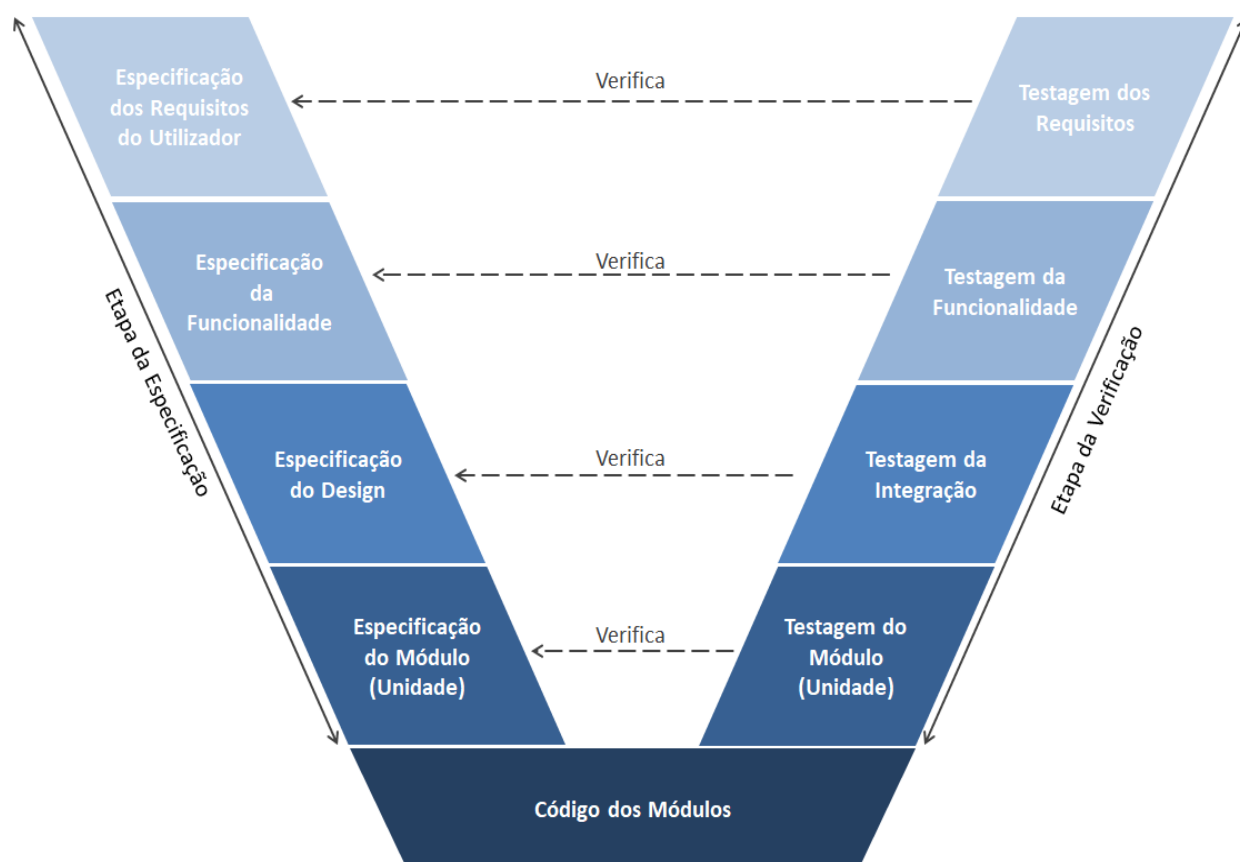 Especificação
dos Requisitos
do Utilizador
Verifica
Testagem dos
Requisitos
Especificação
da
Funcionalidade
Verifica
Testagem da
Funcionalidade
Etapa da Especificação
Etapa da Verificação
Especificação
do Design
Verifica
Testagem da
Integração
Especificação
do Módulo
(Unidade)
Verifica
Testagem do
Módulo
(Unidade)
Código dos Módulos